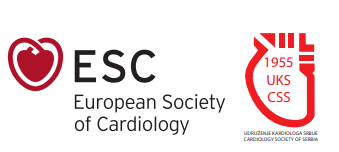 ESC
European Society
of Cardiology
1955
UKS
CSS
UDRUŽENJE KARDIOLOGA SRBIJE
CARDIOLOGY SOCIETY OF SERBIA